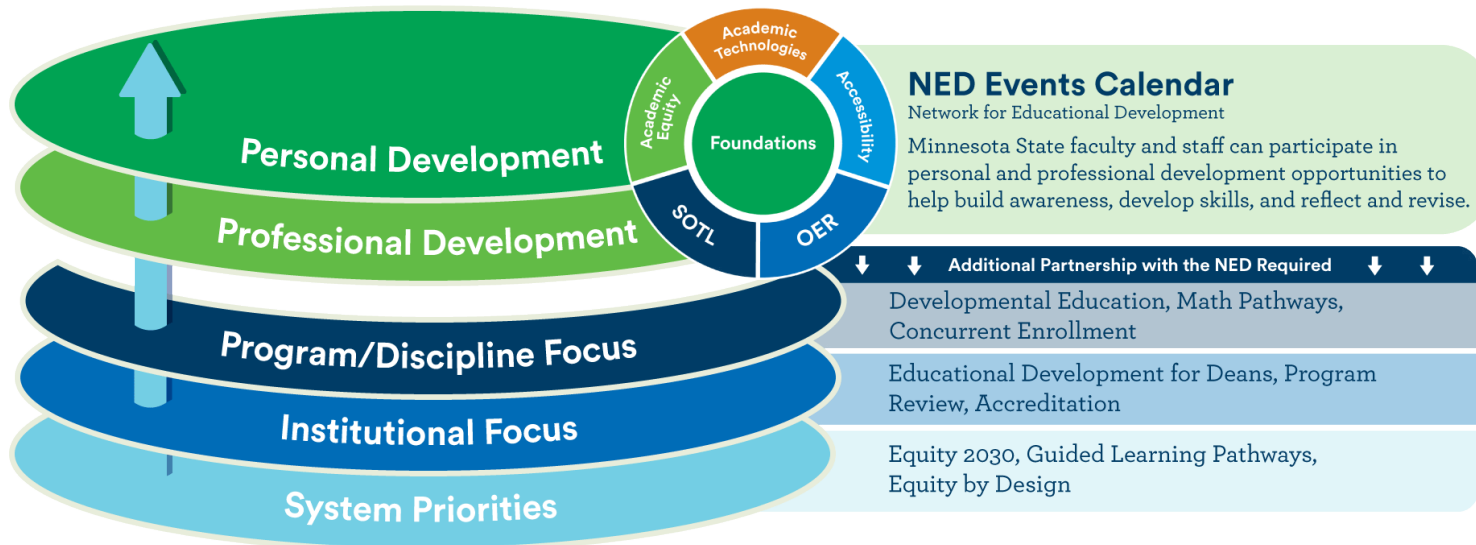 Personal Development
Professional Development
Program/Discipline Focus
Institutional Focus
System Priorities
Academic
Technologies
Accessibility
OER
SOTL
Academic
Equity
Foundations
NED Events Calendar
Network for Educational Development
Minnesota State faculty and staff can participate in
personal and professional development opportunities to
help build awareness, develop skills, and reflect and revise.
Additional Partnership with the NED Required
Developmental Education, Math Pathways,
Concurrent Enrollment
Educational Development for Deans, Program
Review, Accreditation
Equity 2030, Guided Learning Pathways,
Equity by Design